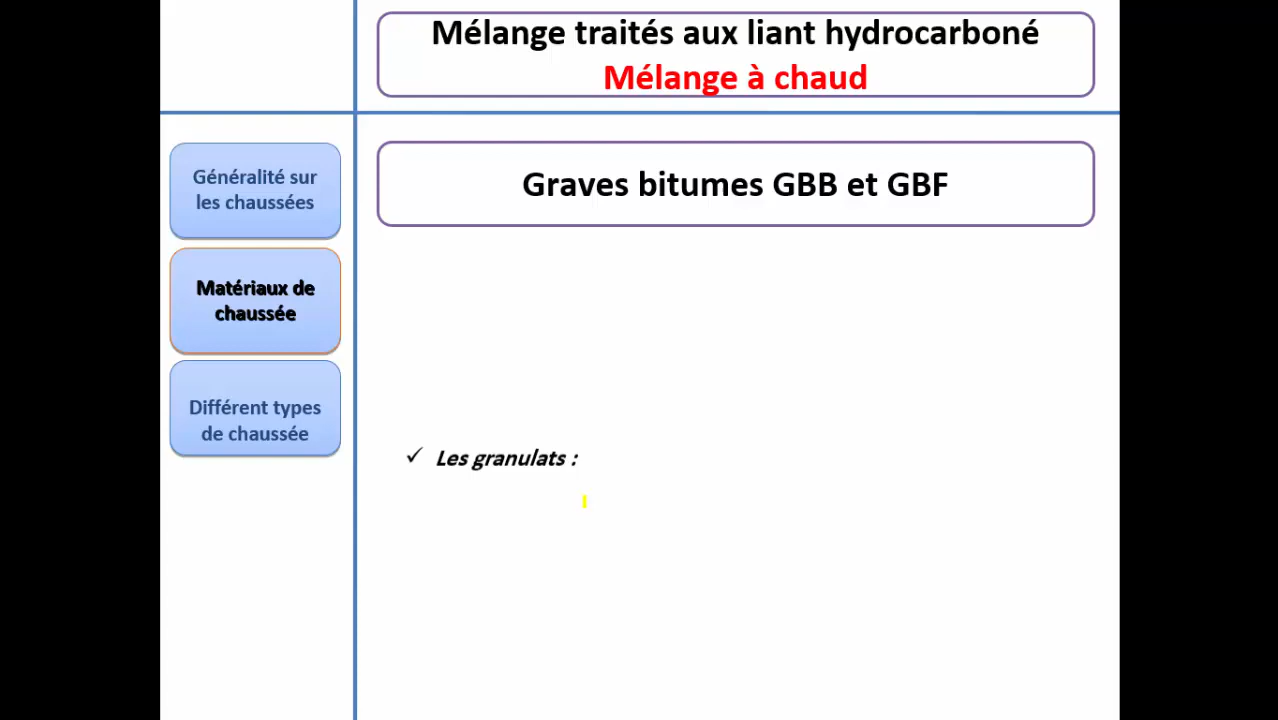 Mélange traités aux liant hydrocarboné
Mélange à chaud
Généralité sur
les chaussées
Matériaux de
chaussée
Différent types
de chaussée
Graves bitumes GBB et GBF
✓ Les granulats :